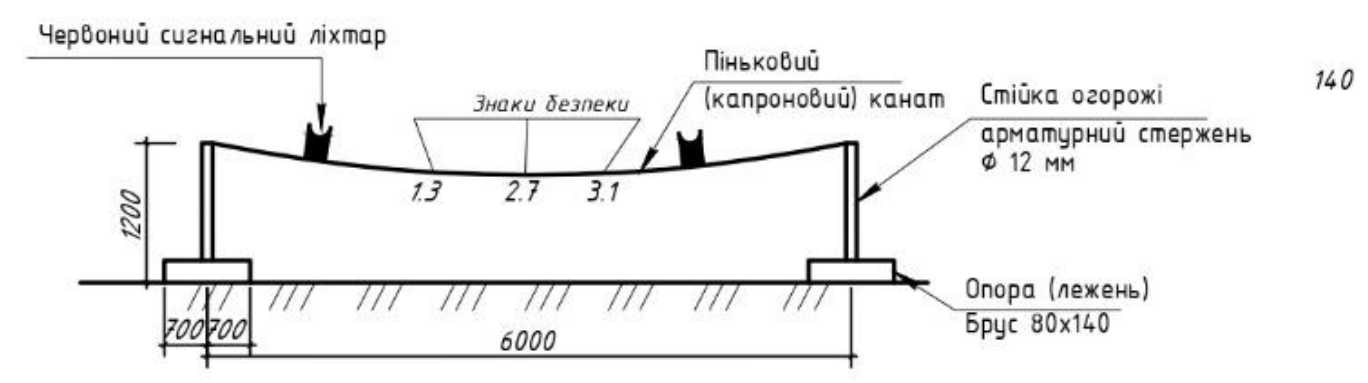 Червоний сигнальний ліхтар
Знаки безпеки
Піньковий
(капроновий) канат
Стійка огорожі
арматурний стержень
Ф 12 мм
140
1.3 2.7 3.1
1200
Опора (лежень)
Брус 80х140
700 700
6000